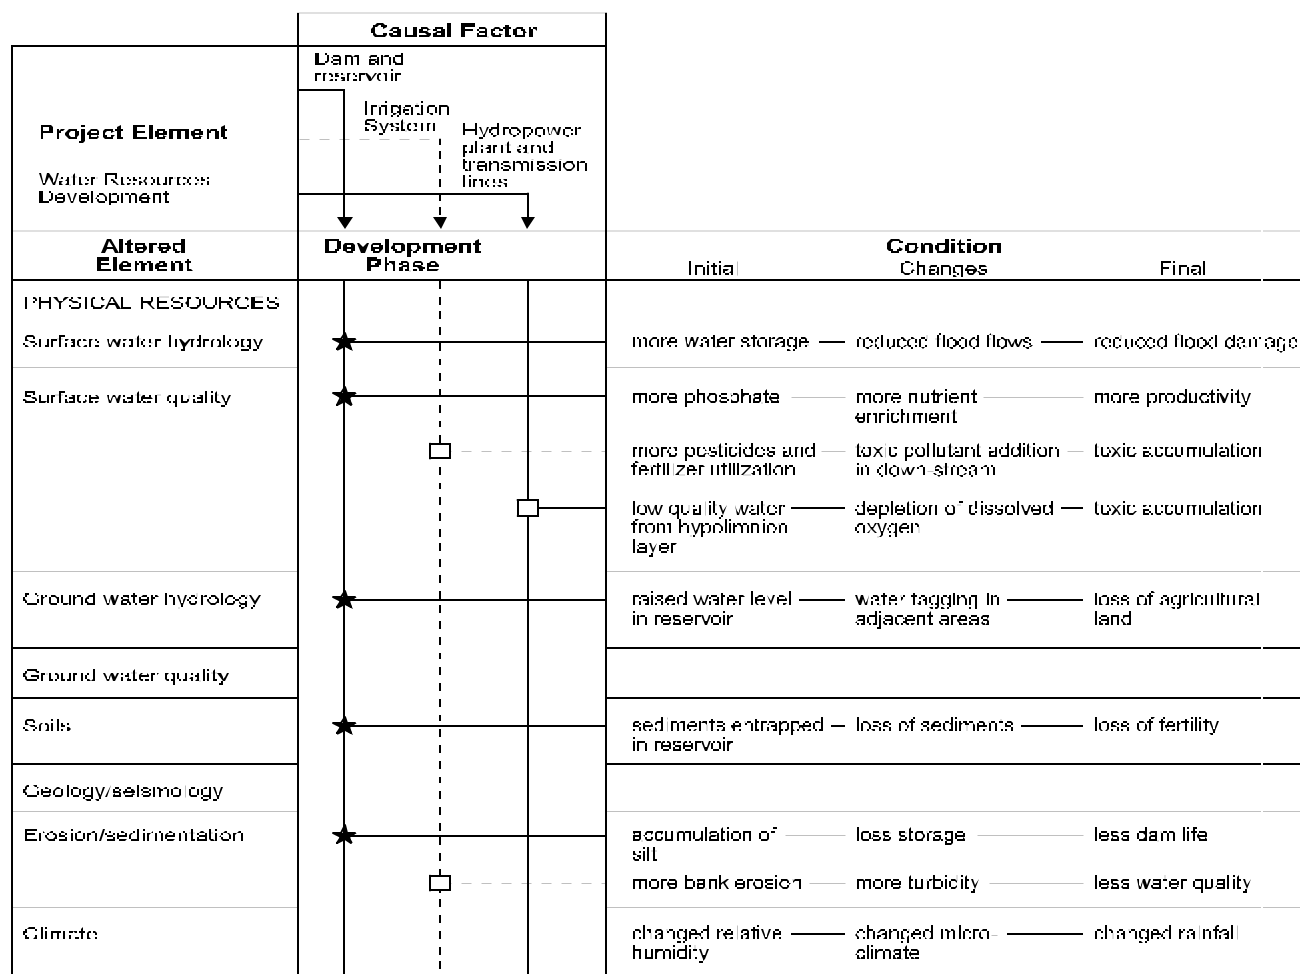 Causal Factor
Dam and
reservoir
Irrigation
System
Hydropower
plant and
transmission
lines
Project Element
Water Resources
Development
Altered
Element
Development
Phase
Condition
Initial
Changes
Final
PHYSICAL RESOURCES
Surface water hydrology
more water storage
reduced flood flows
reduced flood damage
Surface water quality
more phosphate
more nutrient
enrichment
more productivity
more pesticides and
fertilizer utilization
toxic pollutant addition
in down-stream
toxic accumulation
low quality water
from hypolimnion
layer
depletion of dissolved
oxygen
toxic accumulation
Ground water hydrology
raised water level
in reservoir
water tagging in
adjacent areas
loss of agricultural
land
Ground water quality
Soils
sediments entrapped
in reservoir
loss of sediments
loss of fertility
Geology/seismology
Erosion/sedimentation
accumulation of
silt
loss storage
less dam life
more bank erosion
more turbidity
less water quality
Climate
changed relative
humidity
changed micro-
climate
changed rainfall